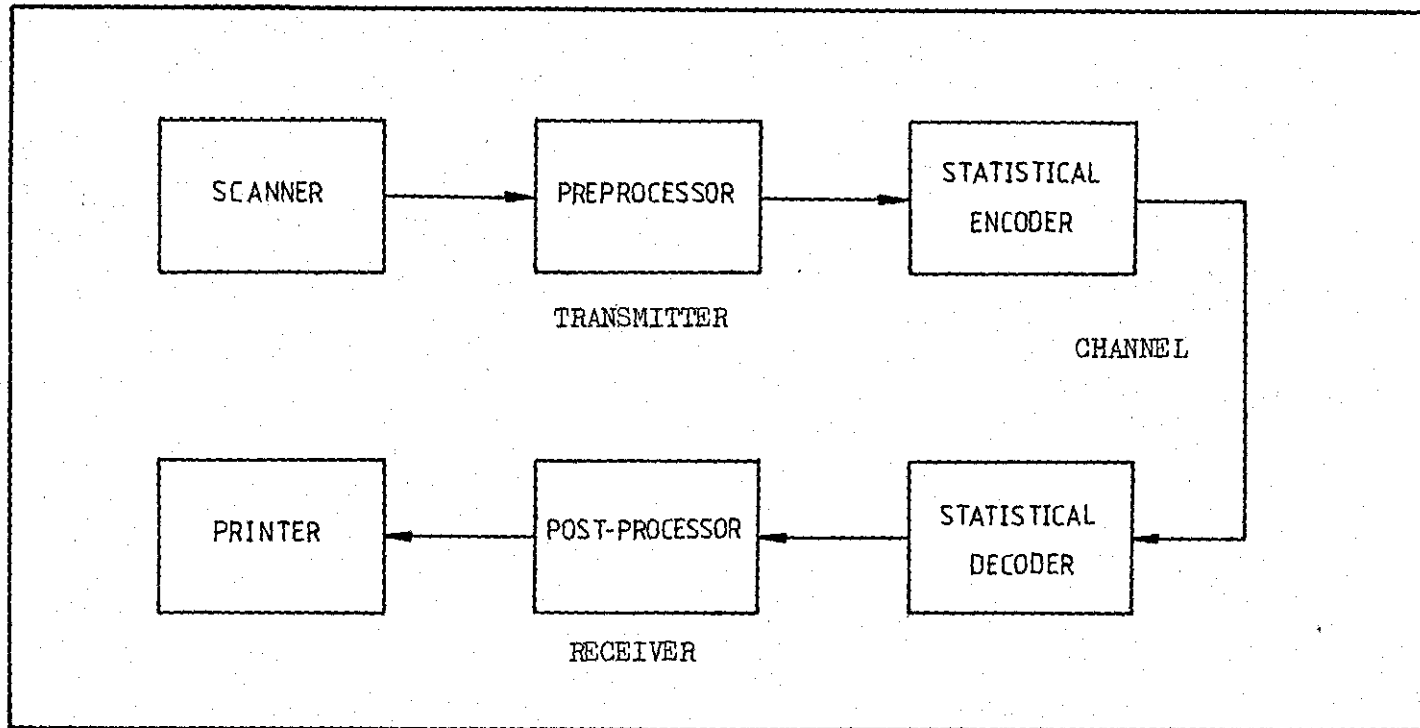 SCANNER
PREPROCESSOR
STATISTICAL
ENCODER
TRANSMITTER
CHANNEL
PRINTER
POST-PROCESSOR
STATISTICAL
DECODER
RECEIVER